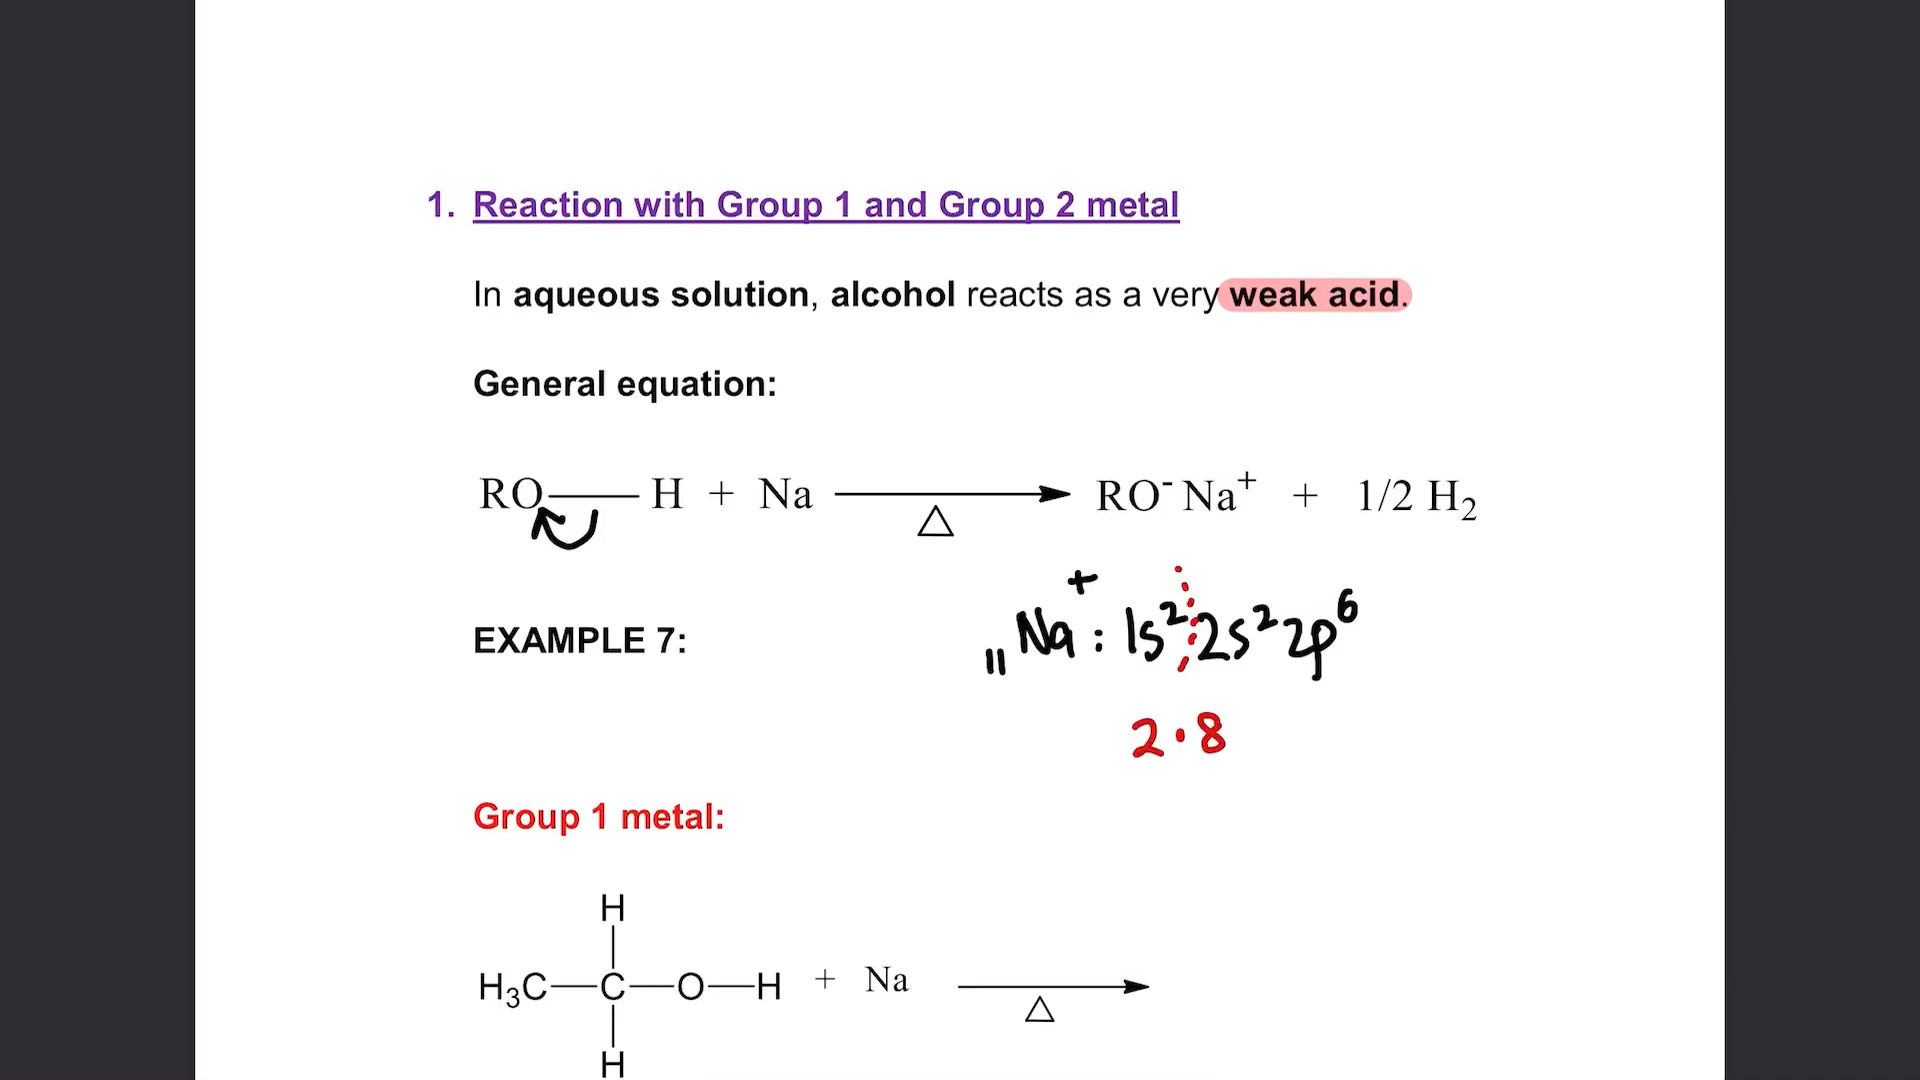 1. Reaction with Group 1 and Group 2 metal
In aqueous solution, alcohol reacts as a very weak acid.
General equation:
RO—H + Na → RO⁻ Na⁺ + 1/2 H₂
△
₁₁Na⁺ : 1s² 2s² 2p⁶
EXAMPLE 7:
2.8
Group 1 metal:
H
H₃C—C—O—H + Na →
△
H